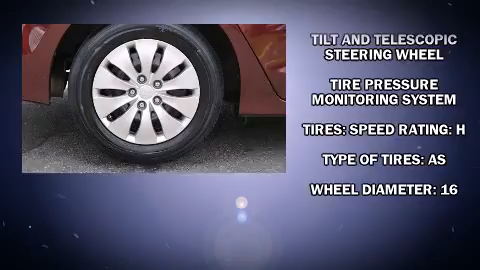 TILT AND TELESCOPIC
STEERING WHEEL
TIRE PRESSURE
MONITORING SYSTEM
TIRES: SPEED RATING: H
TYPE OF TIRES: AS
WHEEL DIAMETER: 16